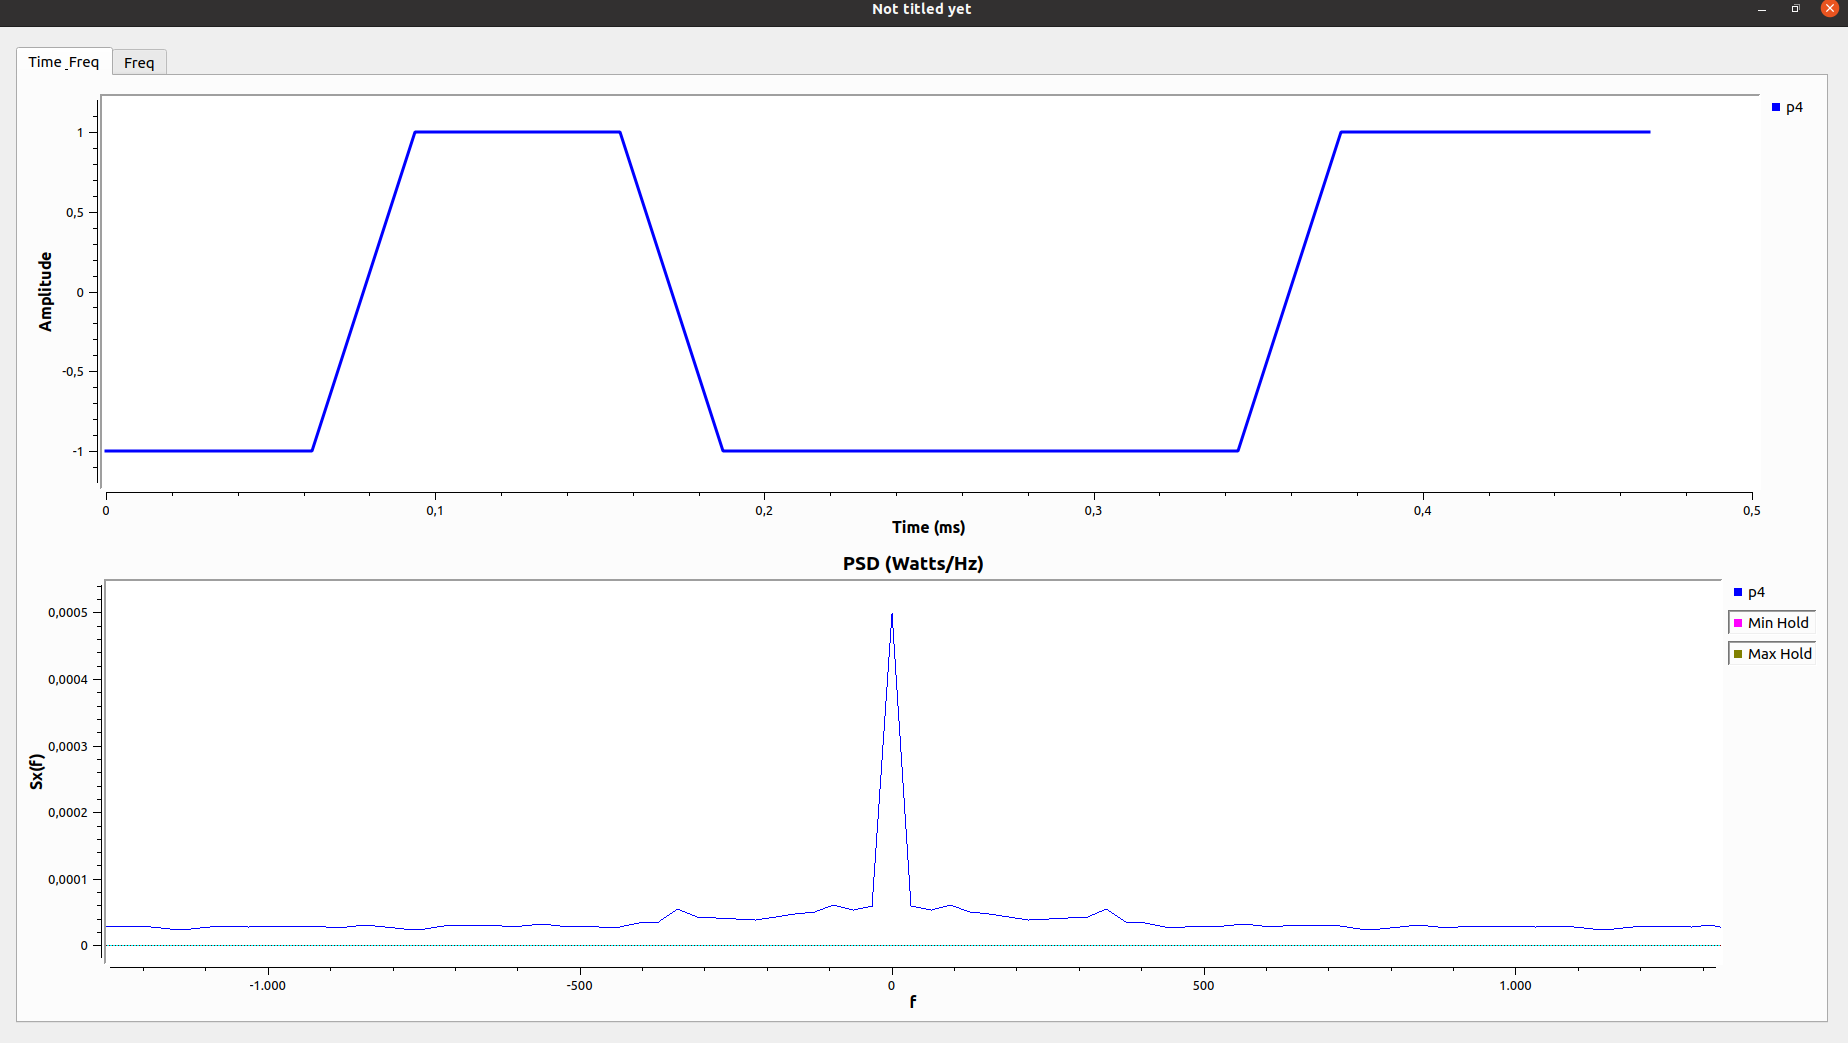 Not titled yet
Time_Freq
Freq
p4
1
0,5
0
-0,5
-1
Amplitude
0
0,1
0,2
0,3
0,4
0,5
Time (ms)
PSD (Watts/Hz)
p4
Min Hold
Max Hold
0,0005
0,0004
0,0003
0,0002
0,0001
0
Sx(f)
-1.000
-500
0
500
1.000
f